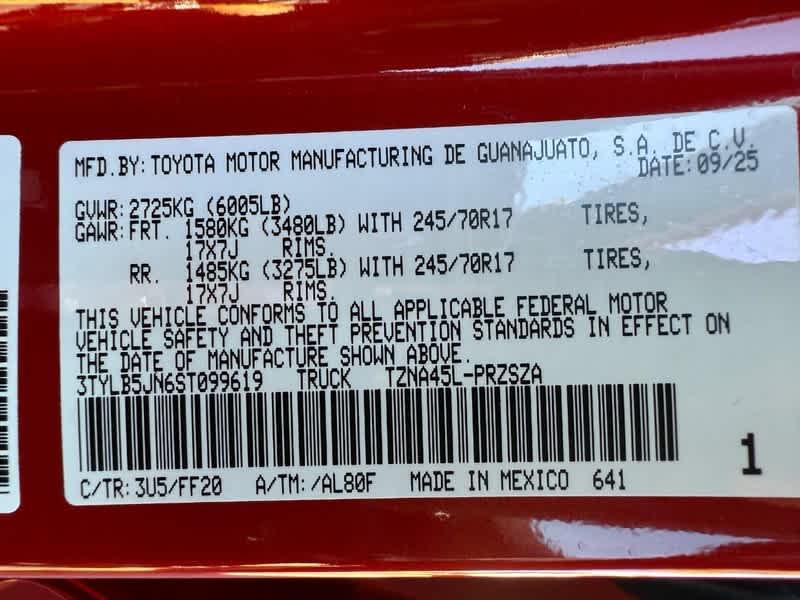 MFD.BY: TOYOTA MOTOR MANUFACTURING DE GUANAJUATO, S.A. DE C.V.
DATE: 09/25
GVWR: 2725KG (6005LB)
GAWR: FRT. 1580KG (3480LB) WITH 245/70R17 TIRES,
17X7J RIMS.
RR. 1485KG (3275LB) WITH 245/70R17 TIRES,
17X7J RIMS.
THIS VEHICLE CONFORMS TO ALL APPLICABLE FEDERAL MOTOR
VEHICLE SAFETY AND THEFT PREVENTION STANDARDS IN EFFECT ON
THE DATE OF MANUFACTURE SHOWN ABOVE.
3TYLB5JN6ST099619 TRUCK TZNA45L-PRZSZA
1
C/TR: 3U5/FF20 A/TM: /AL80F MADE IN MEXICO 641